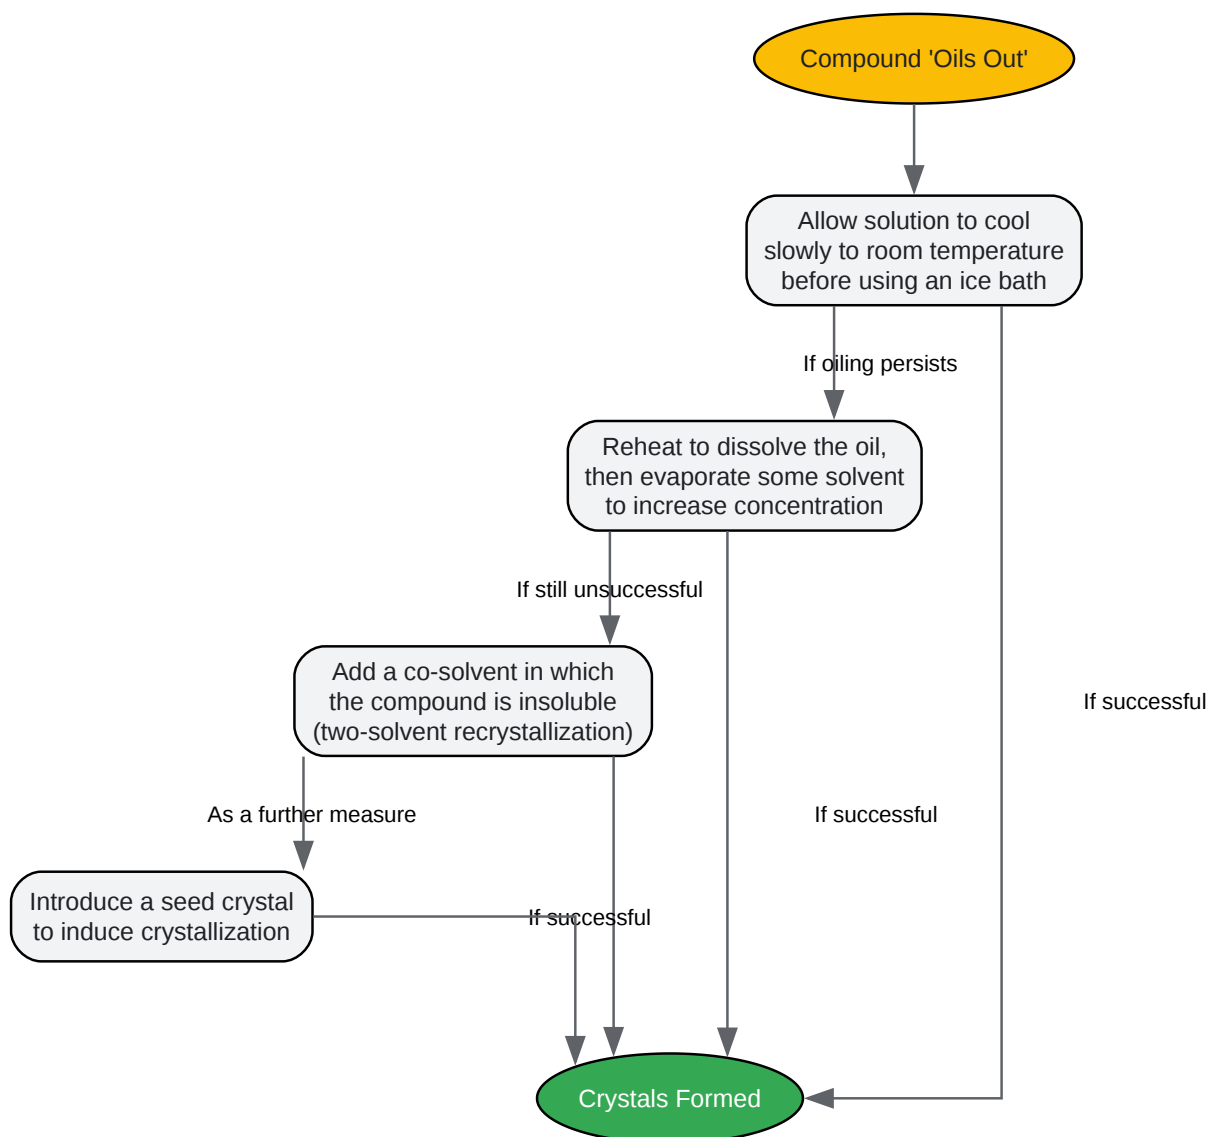 Compound 'Oils Out'
Allow solution to cool
slowly to room temperature
before using an ice bath
If oiling persists
Reheat to dissolve the oil,
then evaporate some solvent
to increase concentration
If still unsuccessful
Add a co-solvent in which
the compound is insoluble
(two-solvent recrystallization)
If successful
As a further measure
If successful
Introduce a seed crystal
to induce crystallization
If successful
Crystals Formed